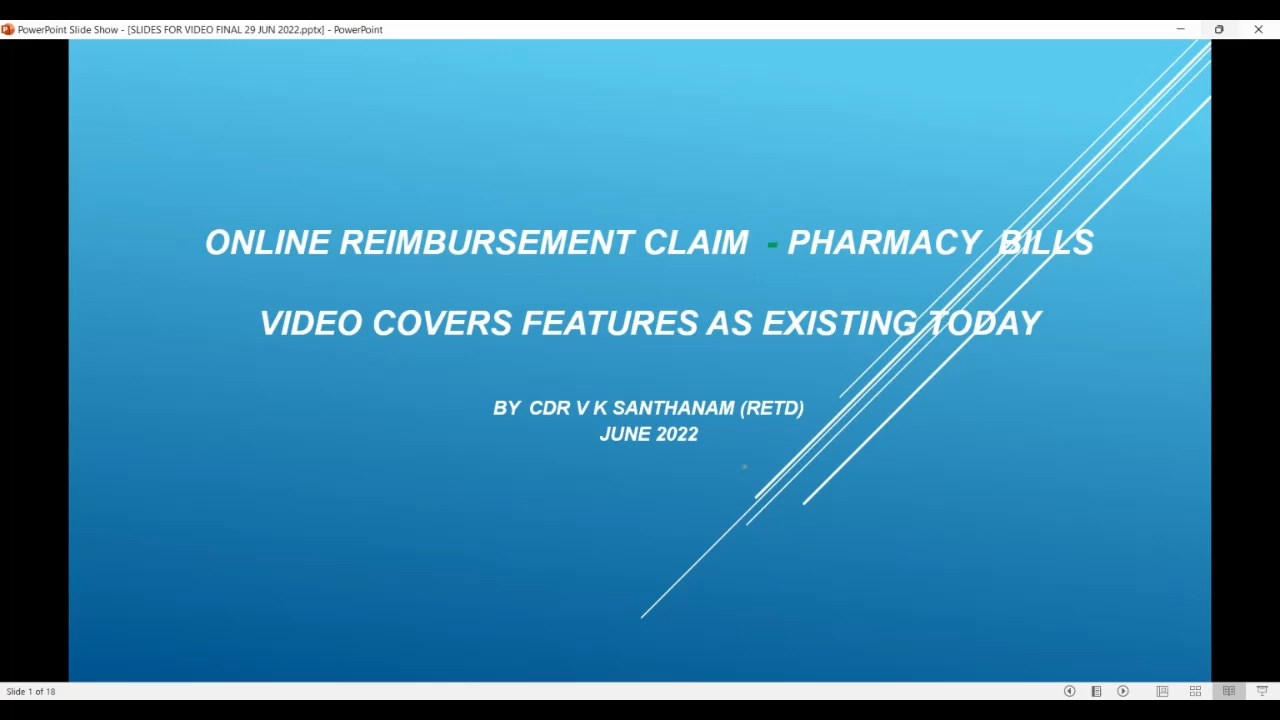 PowerPoint Slide Show - [SLIDES FOR VIDEO FINAL 29 JUN 2022.pptx] - PowerPoint
ONLINE REIMBURSEMENT CLAIM - PHARMACY BILLS
VIDEO COVERS FEATURES AS EXISTING TODAY
BY CDR V K SANTHANAM (RETD)
JUNE 2022
Slide 1 of 18